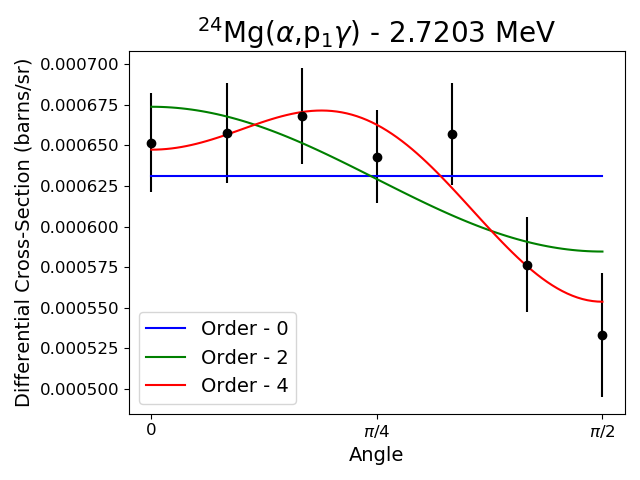 ²⁴Mg(α,p₁γ) - 2.7203 MeV
Differential Cross-Section (barns/sr)
0.000700
0.000675
0.000650
0.000625
0.000600
0.000575
0.000550
0.000525
0.000500
Order - 0
Order - 2
Order - 4
0 π/4 π/2
Angle